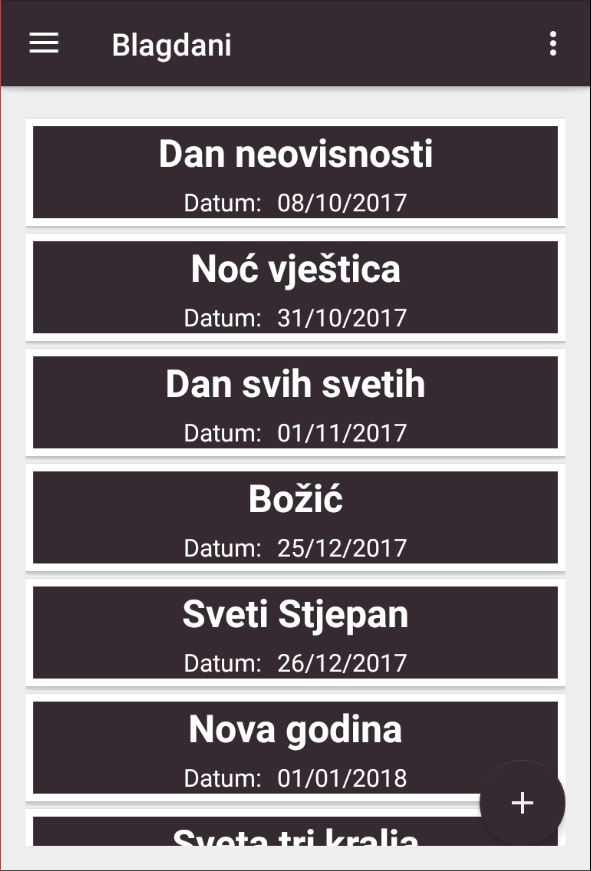 Blagdani
Dan neovisnosti
Datum: 08/10/2017
Noć vještica
Datum: 31/10/2017
Dan svih svetih
Datum: 01/11/2017
Božić
Datum: 25/12/2017
Sveti Stjepan
Datum: 26/12/2017
Nova godina
Datum: 01/01/2018
Sveta tri kralja